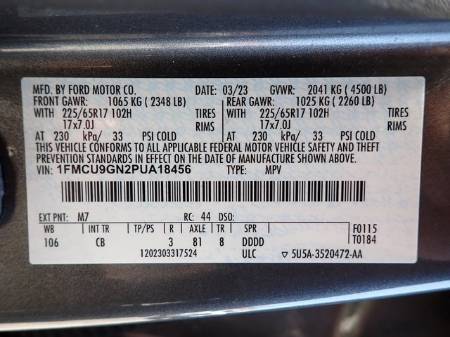 MFD. BY FORD MOTOR CO. 03/23 GVWR: 2041 KG ( 4500 LB)
FRONT GAWR: 1065 KG ( 2348 LB) REAR GAWR: 1025 KG ( 2260 LB)
WITH 225/65R17 102H TIRES WITH 225/65R17 102H TIRES
17x7.0J RIMS 17x7.0J RIMS
AT 230 kPa/ 33 PSI COLD AT 230 kPa/ 33 PSI COLD
THIS VEHICLE CONFORMS TO ALL APPLICABLE FEDERAL MOTOR VEHICLE SAFETY AND THEFT
PREVENTION STANDARDS IN EFFECT ON THE DATE OF MANUFACTURE SHOWN ABOVE.
VIN: 1FMCU9GN2PUA18456 TYPE: MPV
EXT PNT: M7 RC: 44 DSO: F0115
WB INT TR TP/PS R AXLE TR SPR T0184
106 CB 3 81 8 DDDD
1202303317524 ULC ▽ 5U5A-3520472-AA